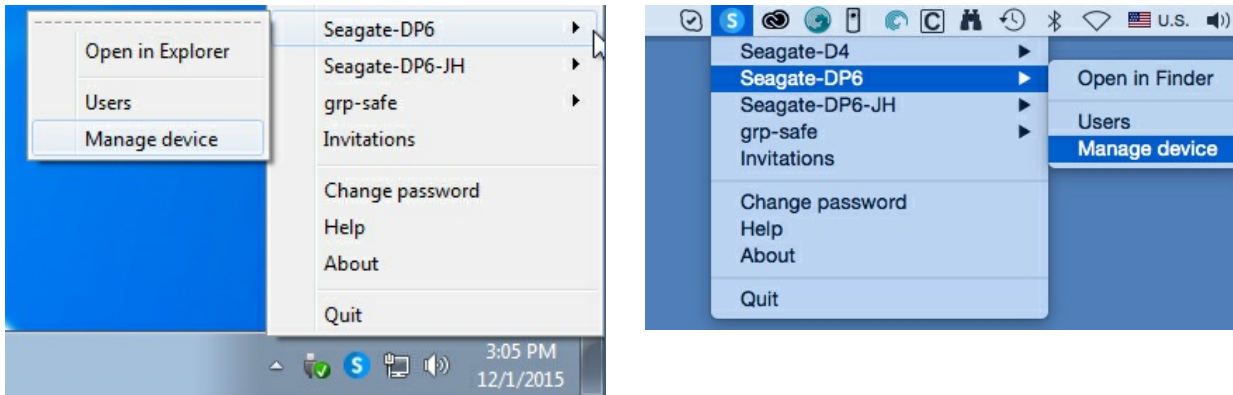 Open in Explorer
Users
Manage device
Seagate-DP6
Seagate-DP6-JH
grp-safe
Invitations
Change password
Help
About
Quit
S
3:05 PM
12/1/2015
S
C
U.S.
Seagate-D4
Seagate-DP6
Seagate-DP6-JH
grp-safe
Invitations
Change password
Help
About
Quit
Open in Finder
Users
Manage device